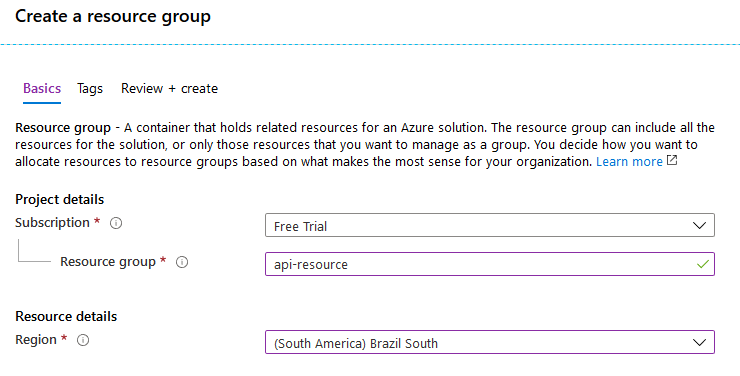 Create a resource group
Basics Tags Review + create
Resource group - A container that holds related resources for an Azure solution. The resource group can include all the
resources for the solution, or only those resources that you want to manage as a group. You decide how you want to
allocate resources to resource groups based on what makes the most sense for your organization. Learn more
Project details
Subscription * Free Trial
Resource group * api-resource
Resource details
Region * (South America) Brazil South